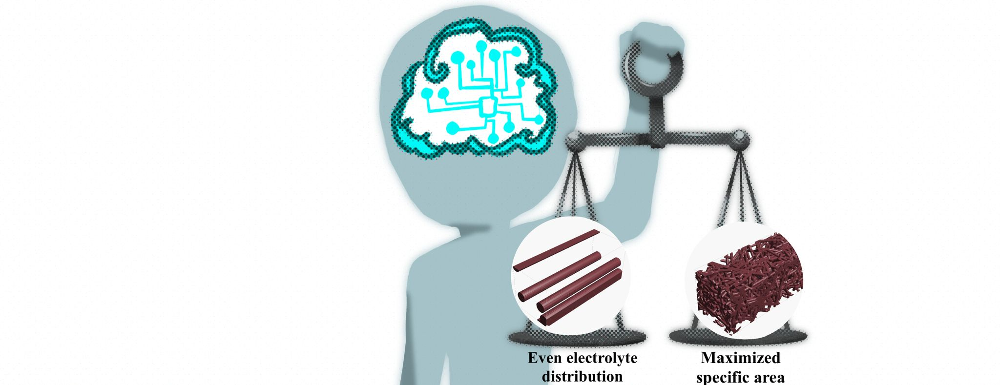 Even electrolyte
distribution
Maximized
specific area